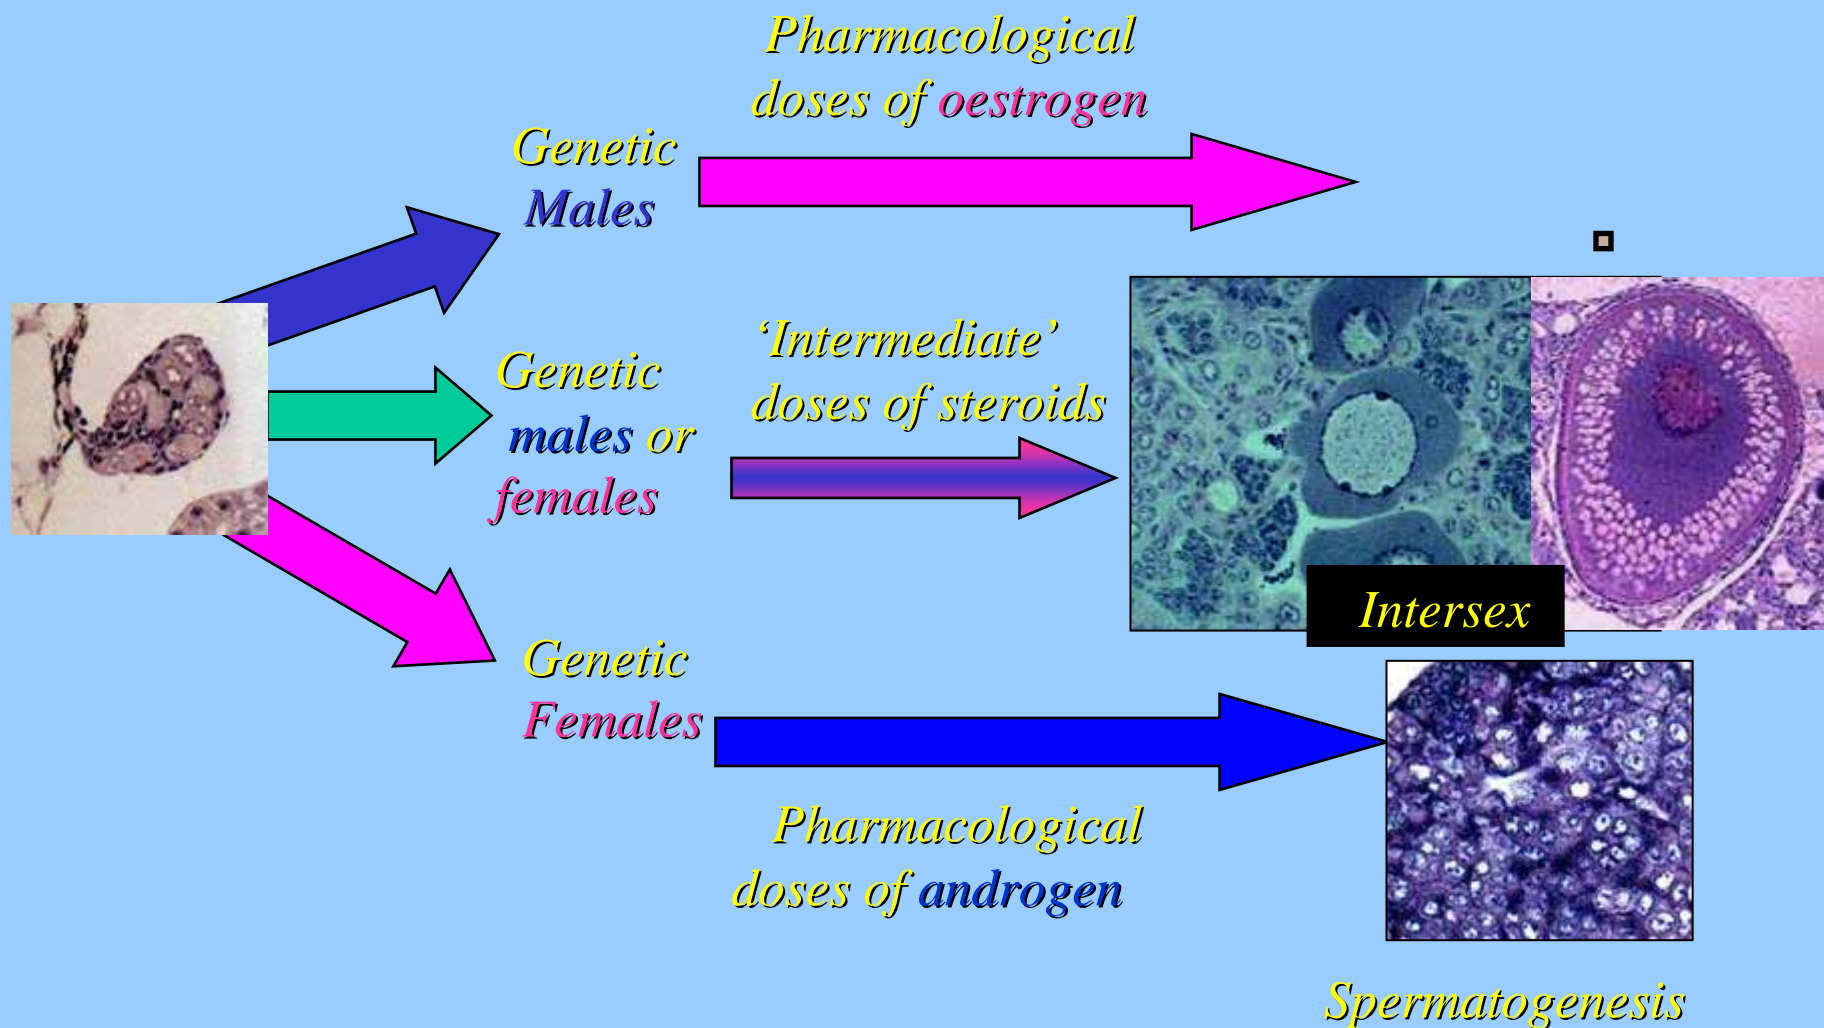 Pharmacological
doses of oestrogen
Genetic
Males
‘Intermediate’
doses of steroids
Genetic
males or
females
Intersex
Genetic
Females
Pharmacological
doses of androgen
Spermatogenesis